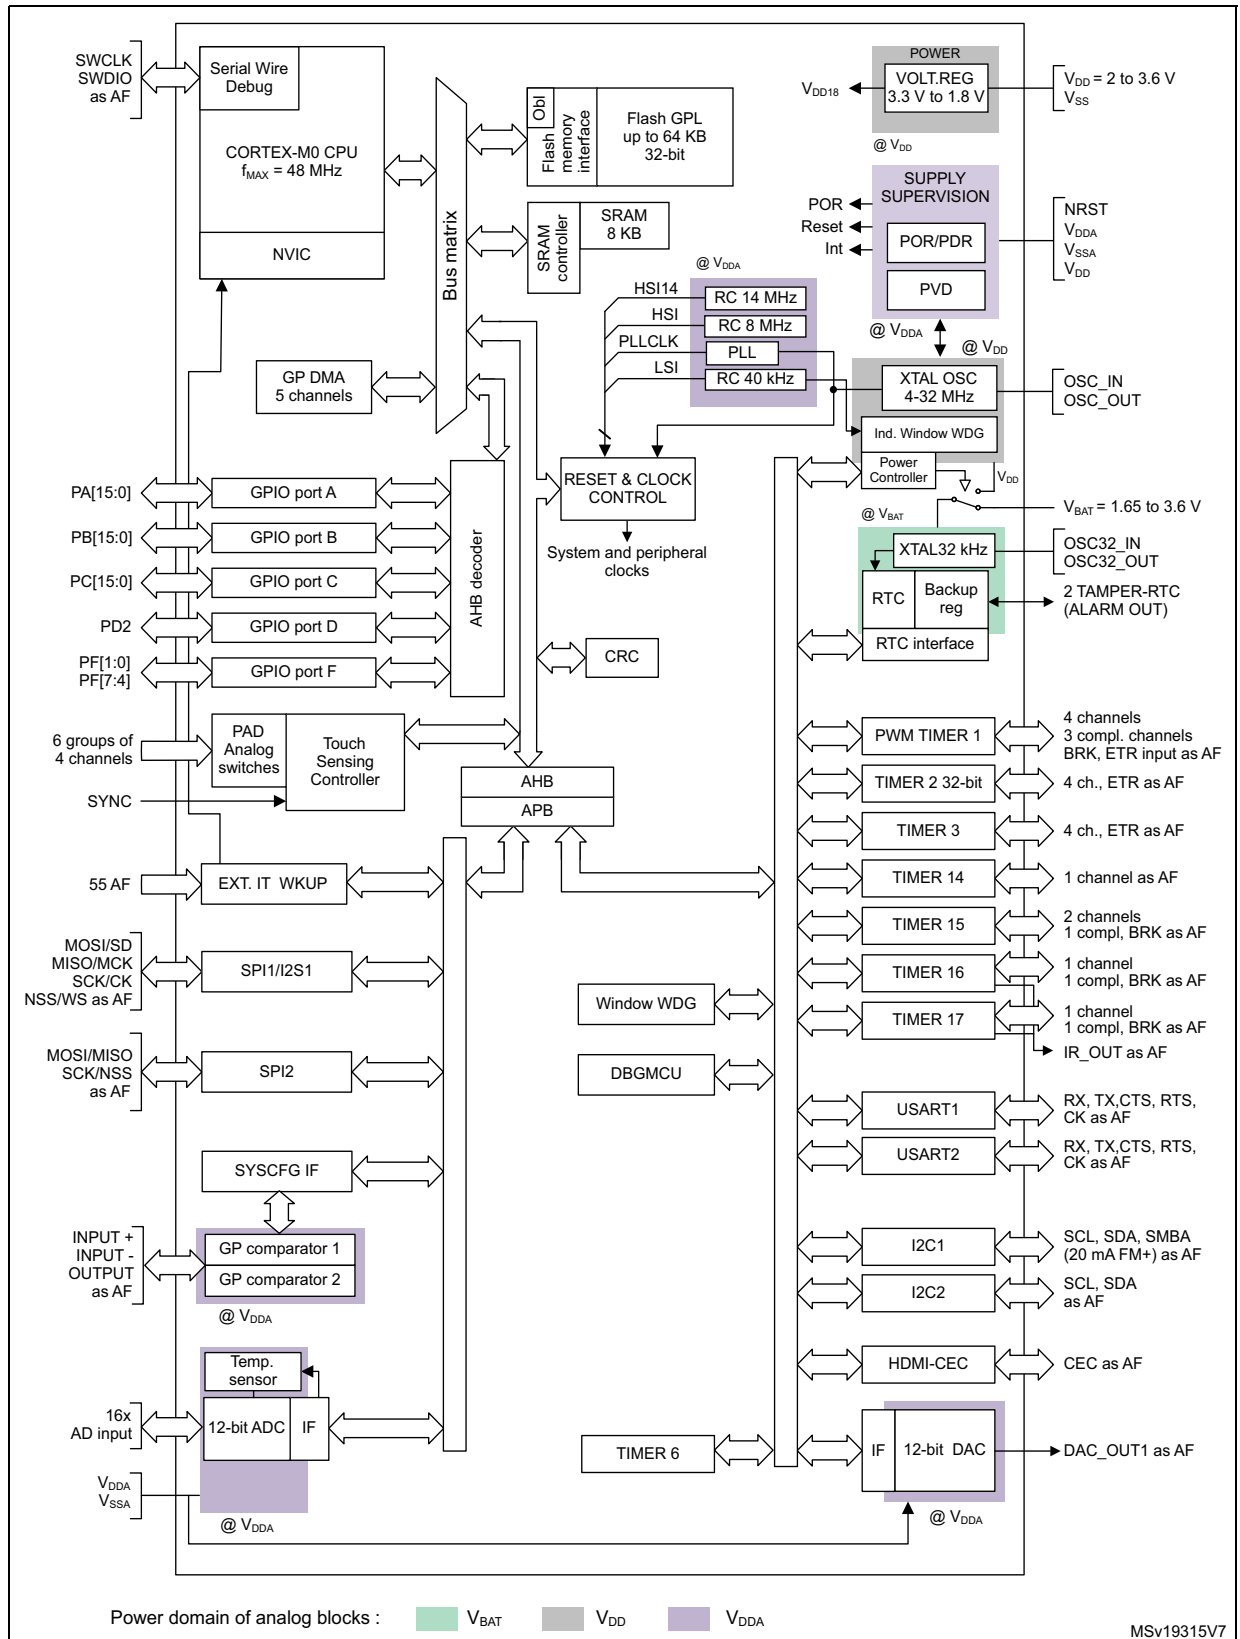 SWCLK
SWDIO
as AF
Serial Wire
Debug
CORTEX-M0 CPU
fMAX = 48 MHz
NVIC
Bus matrix
Obl
Flash
memory
interface
Flash GPL
up to 64 KB
32-bit
SRAM
controller
SRAM
8 KB
POWER
VOLT.REG
3.3 V to 1.8 V
VDD18
VDD = 2 to 3.6 V
VSS
@ VDD
SUPPLY
SUPERVISION
POR/PDR
PVD
POR
Reset
Int
NRST
VDDA
VSSA
VDD
@ VDDA
@ VDDA
HSI14
RC 14 MHz
HSI
RC 8 MHz
PLLCLK
PLL
LSI
RC 40 kHz
@ VDD
XTAL OSC
4-32 MHz
OSC_IN
OSC_OUT
Ind. Window WDG
Power
Controller
VDD
VBAT = 1.65 to 3.6 V
@ VBAT
XTAL32 kHz
OSC32_IN
OSC32_OUT
RTC
Backup
reg
2 TAMPER-RTC
(ALARM OUT)
RTC interface
GP DMA
5 channels
RESET & CLOCK
CONTROL
System and peripheral
clocks
PA[15:0]
GPIO port A
PB[15:0]
GPIO port B
PC[15:0]
GPIO port C
PD2
GPIO port D
PF[1:0]
PF[7:4]
GPIO port F
AHB decoder
CRC
6 groups of
4 channels
PAD
Analog
switches
Touch
Sensing
Controller
SYNC
AHB
APB
55 AF
EXT. IT WKUP
MOSI/SD
MISO/MCK
SCK/CK
NSS/WS as AF
SPI1/I2S1
MOSI/MISO
SCK/NSS
as AF
SPI2
SYSCFG IF
INPUT +
INPUT -
OUTPUT
as AF
GP comparator 1
GP comparator 2
@ VDDA
Temp.
sensor
16x
AD input
12-bit ADC
IF
VDDA
VSSA
@ VDDA
Window WDG
DBGMCU
TIMER 6
PWM TIMER 1
4 channels
3 compl. channels
BRK, ETR input as AF
TIMER 2 32-bit
4 ch., ETR as AF
TIMER 3
4 ch., ETR as AF
TIMER 14
1 channel as AF
TIMER 15
2 channels
1 compl, BRK as AF
TIMER 16
1 channel
1 compl, BRK as AF
TIMER 17
1 channel
1 compl, BRK as AF
IR_OUT as AF
USART1
RX, TX,CTS, RTS,
CK as AF
USART2
RX, TX,CTS, RTS,
CK as AF
I2C1
SCL, SDA, SMBA
(20 mA FM+) as AF
I2C2
SCL, SDA
as AF
HDMI-CEC
CEC as AF
IF
12-bit DAC
DAC_OUT1 as AF
@ VDDA
Power domain of analog blocks :
VBAT
VDD
VDDA
MSv19315V7